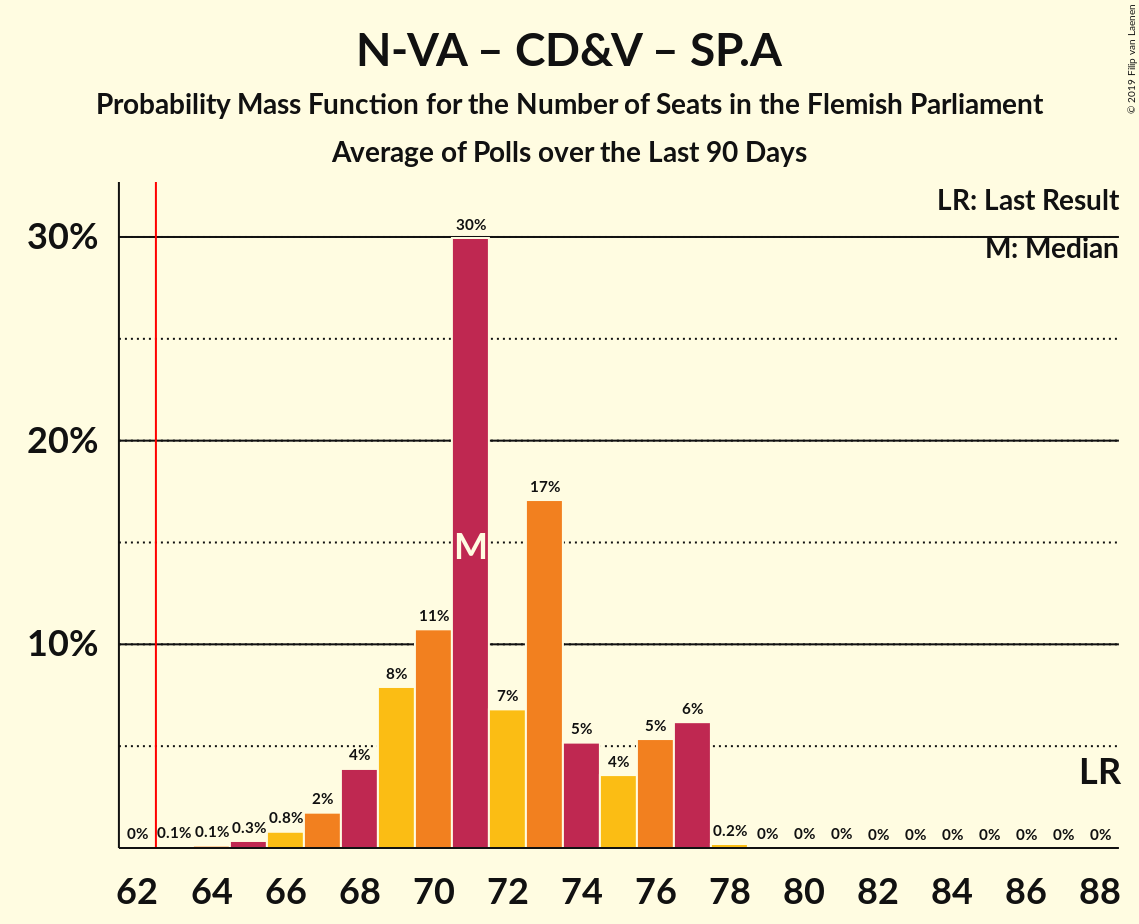 N-VA – CD&V – SP.A
Probability Mass Function for the Number of Seats in the Flemish Parliament
Average of Polls over the Last 90 Days
© 2019 Filip van Laenen
LR: Last Result
M: Median
30%
20%
10%
0% 0.1% 0.1% 0.3% 0.8% 2% 4% 8% 11% 30% 7% 17% 5% 4% 5% 6% 0.2% 0% 0% 0% 0% 0% 0% 0% 0% 0% 0%
M
LR
62 64 66 68 70 72 74 76 78 80 82 84 86 88